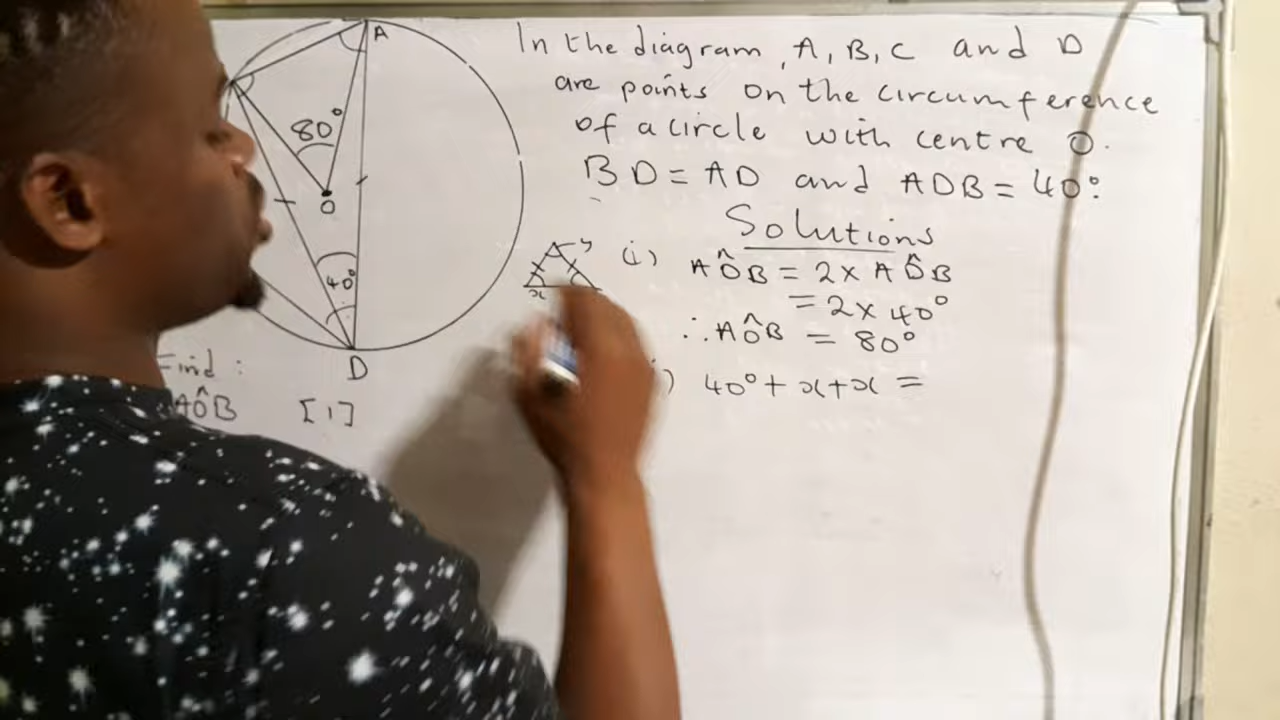 A
80°
O
40°
D
Find :
AÔB [1]
In the diagram, A, B, C and D
are points on the circumference
of a circle with centre O.
BD = AD and ADB = 40°.
Solutions
y
x
(i) AÔB = 2 x AÔB
= 2 x 40°
∴ AÔB = 80°
) 40° + x + x =